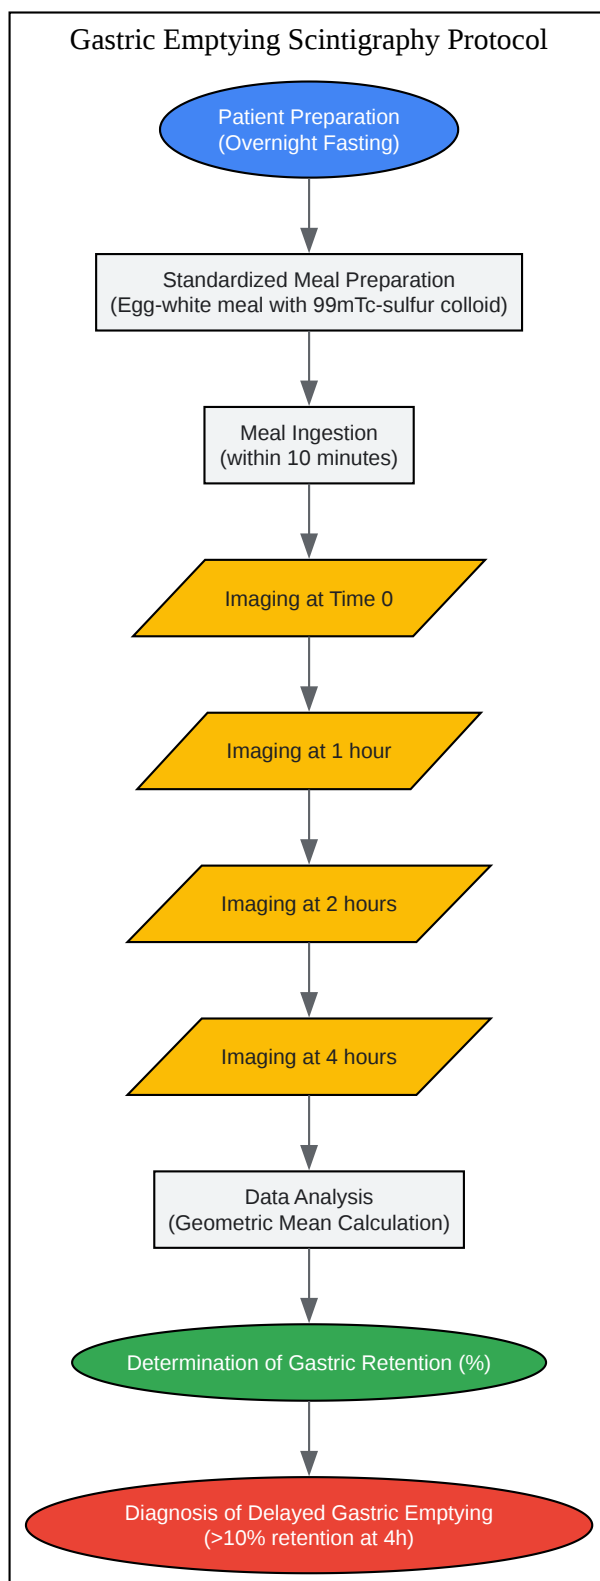 Gastric Emptying Scintigraphy Protocol
Patient Preparation
(Overnight Fasting)
Standardized Meal Preparation
(Egg-white meal with 99mTc-sulfur colloid)
Meal Ingestion
(within 10 minutes)
Imaging at Time 0
Imaging at 1 hour
Imaging at 2 hours
Imaging at 4 hours
Data Analysis
(Geometric Mean Calculation)
Determination of Gastric Retention (%)
Diagnosis of Delayed Gastric Emptying
(>10% retention at 4h)